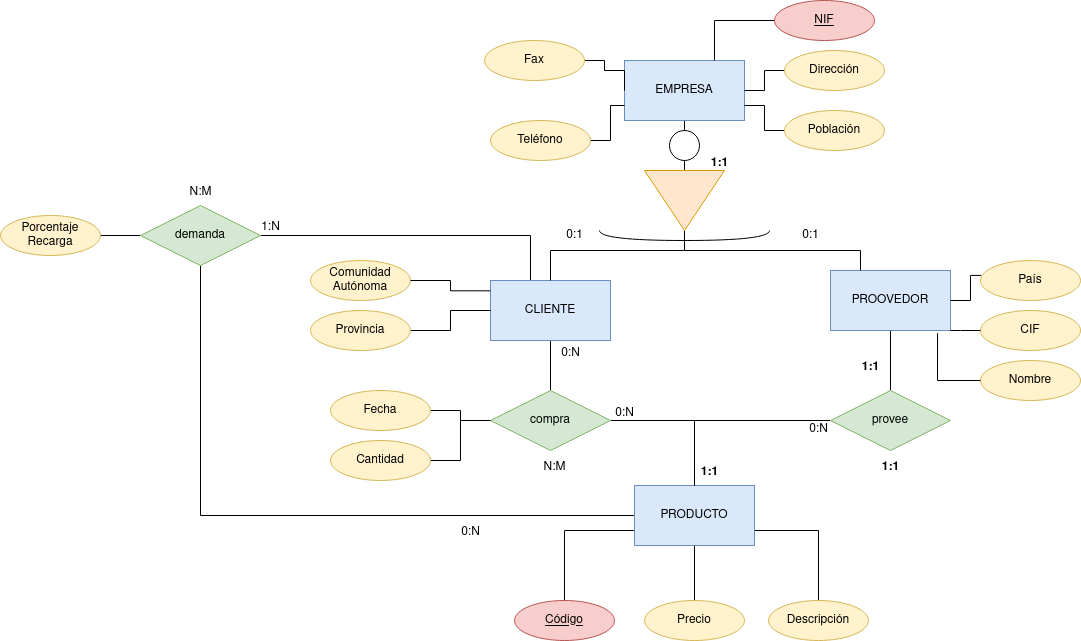 NIF
Fax
EMPRESA
Dirección
Teléfono
Población
1:1
N:M
Porcentaje
Recarga
demanda
1:N
0:1
0:1
Comunidad
Autónoma
CLIENTE
PROOVEDOR
País
Provincia
CIF
0:N
1:1
Nombre
Fecha
compra
0:N
0:N
provee
Cantidad
N:M
1:1
1:1
PRODUCTO
0:N
Código
Precio
Descripción